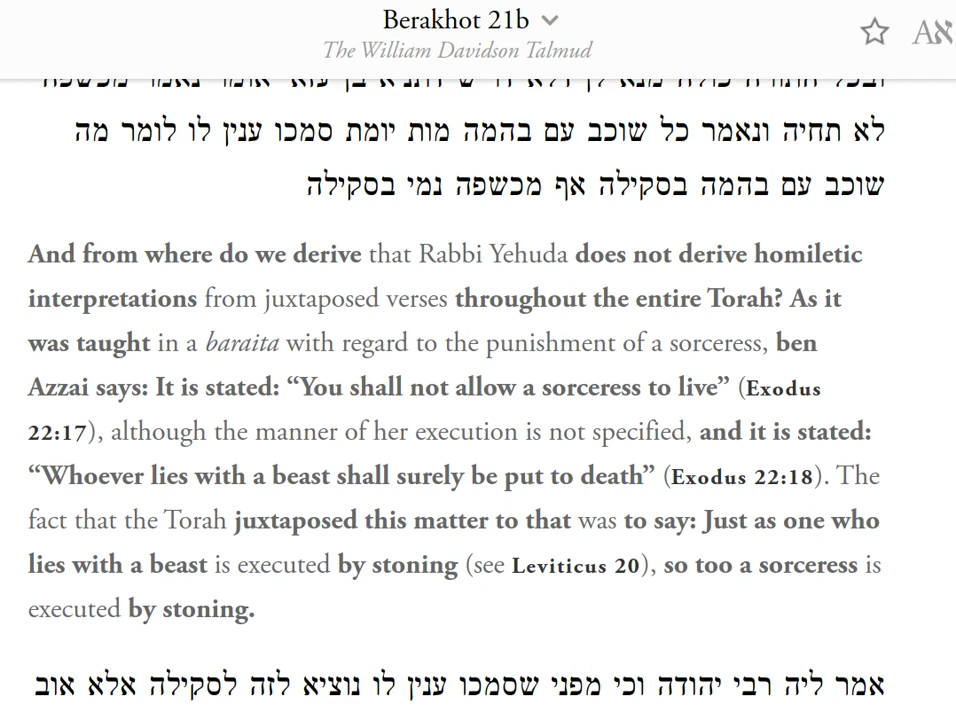 Berakhot 21b
The William Davidson Talmud
Aא
לא תחיה ונאמר כל שוכב עם בהמה מות יומת סמכו ענין לו לומר מה
שוכב עם בהמה בסקילה אף מכשפה נמי בסקילה
And from where do we derive that Rabbi Yehuda does not derive homiletic
interpretations from juxtaposed verses throughout the entire Torah? As it
was taught in a baraita with regard to the punishment of a sorceress, ben
Azzai says: It is stated: “You shall not allow a sorceress to live” (Exodus
22:17), although the manner of her execution is not specified, and it is stated:
“Whoever lies with a beast shall surely be put to death” (Exodus 22:18). The
fact that the Torah juxtaposed this matter to that was to say: Just as one who
lies with a beast is executed by stoning (see Leviticus 20), so too a sorceress is
executed by stoning.
אמר ליה רבי יהודה וכי מפני שסמכו ענין לו נוציא לזה לסקילה אלא אוב